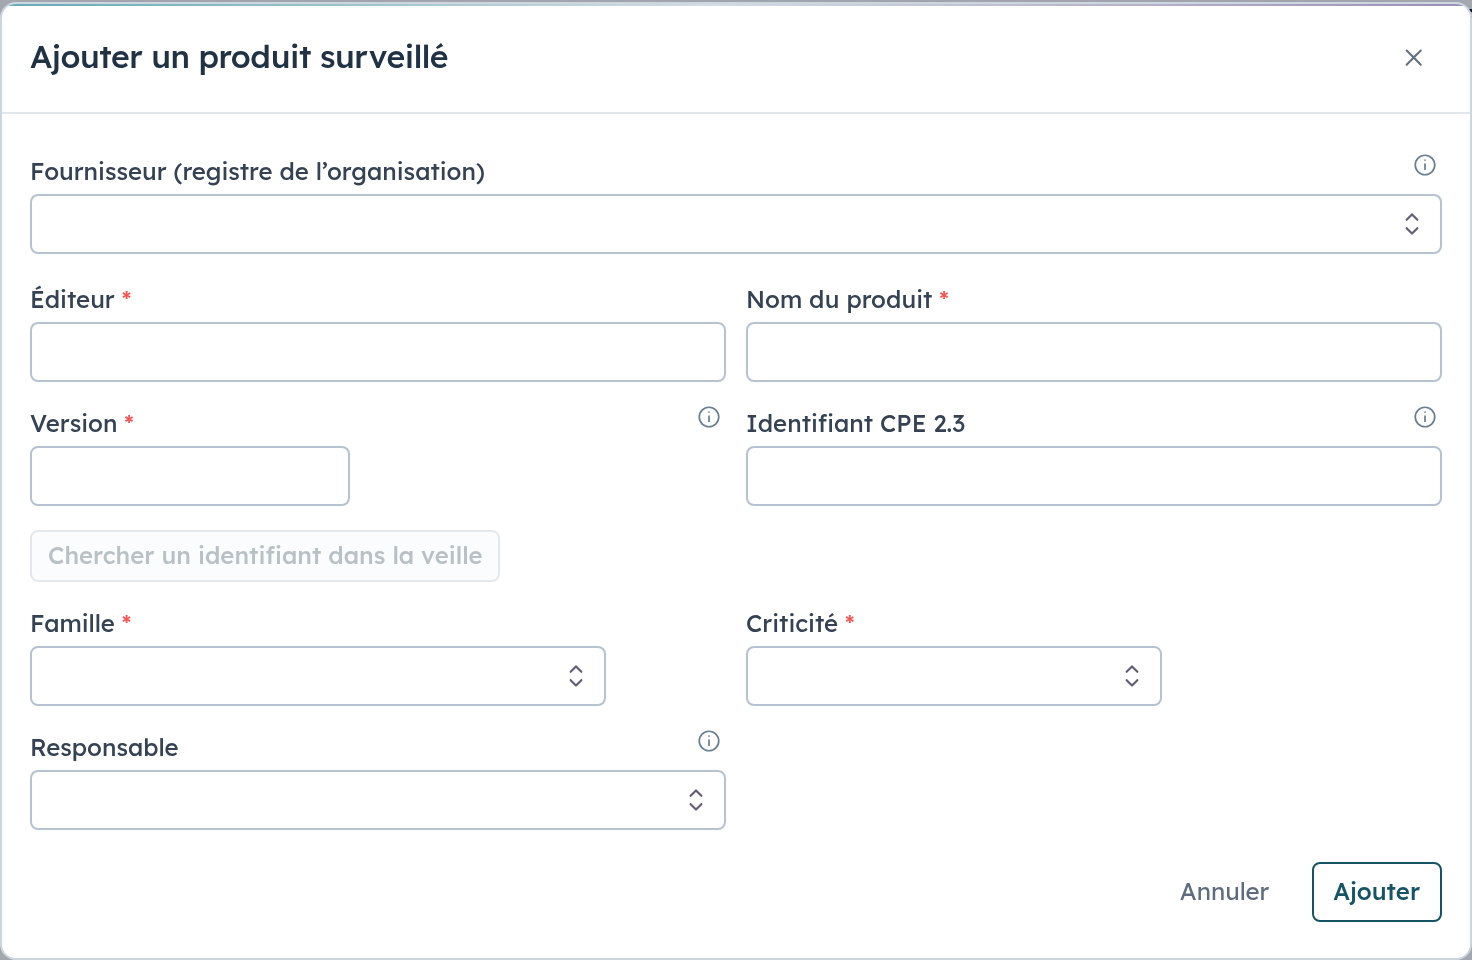 Ajouter un produit surveillé
Fournisseur (registre de l’organisation)
Éditeur *
Nom du produit *
Version *
Identifiant CPE 2.3
Chercher un identifiant dans la veille
Famille *
Criticité *
Responsable
Annuler
Ajouter